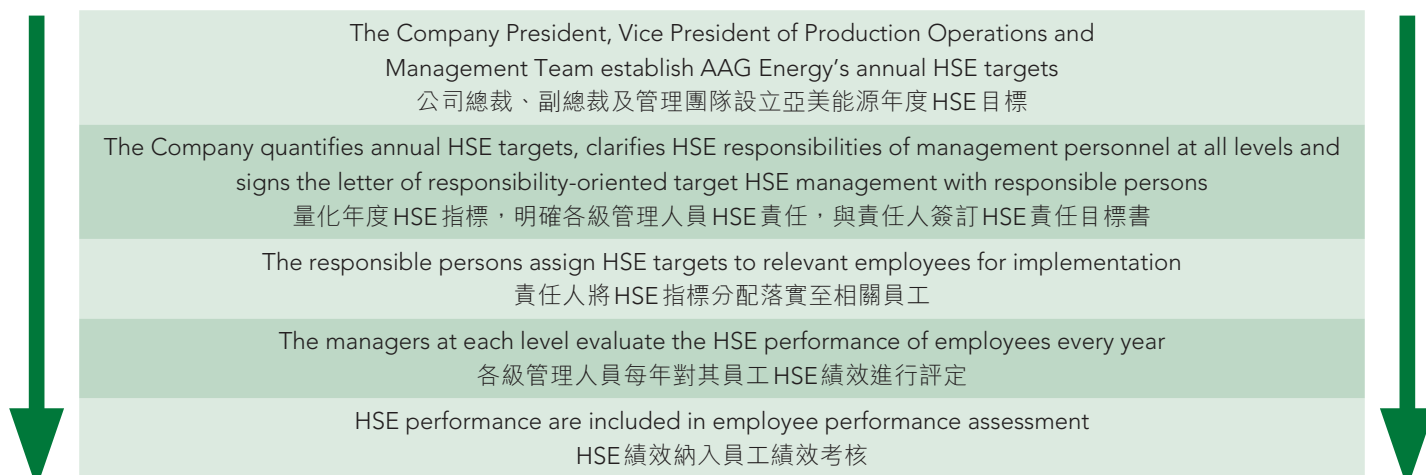 The Company President, Vice President of Production Operations and
Management Team establish AAG Energy's annual HSE targets
公司總裁、副總裁及管理團隊設立亞美能源年度HSE目標
The Company quantifies annual HSE targets, clarifies HSE responsibilities of management personnel at all levels and
signs the letter of responsibility-oriented target HSE management with responsible persons
量化年度HSE指標，明確各級管理人員HSE責任，與責任人簽訂HSE責任目標書
The responsible persons assign HSE targets to relevant employees for implementation
責任人將HSE指標分配落實至相關員工
The managers at each level evaluate the HSE performance of employees every year
各級管理人員每年對其員工HSE績效進行評定
HSE performance are included in employee performance assessment
HSE績效納入員工績效考核